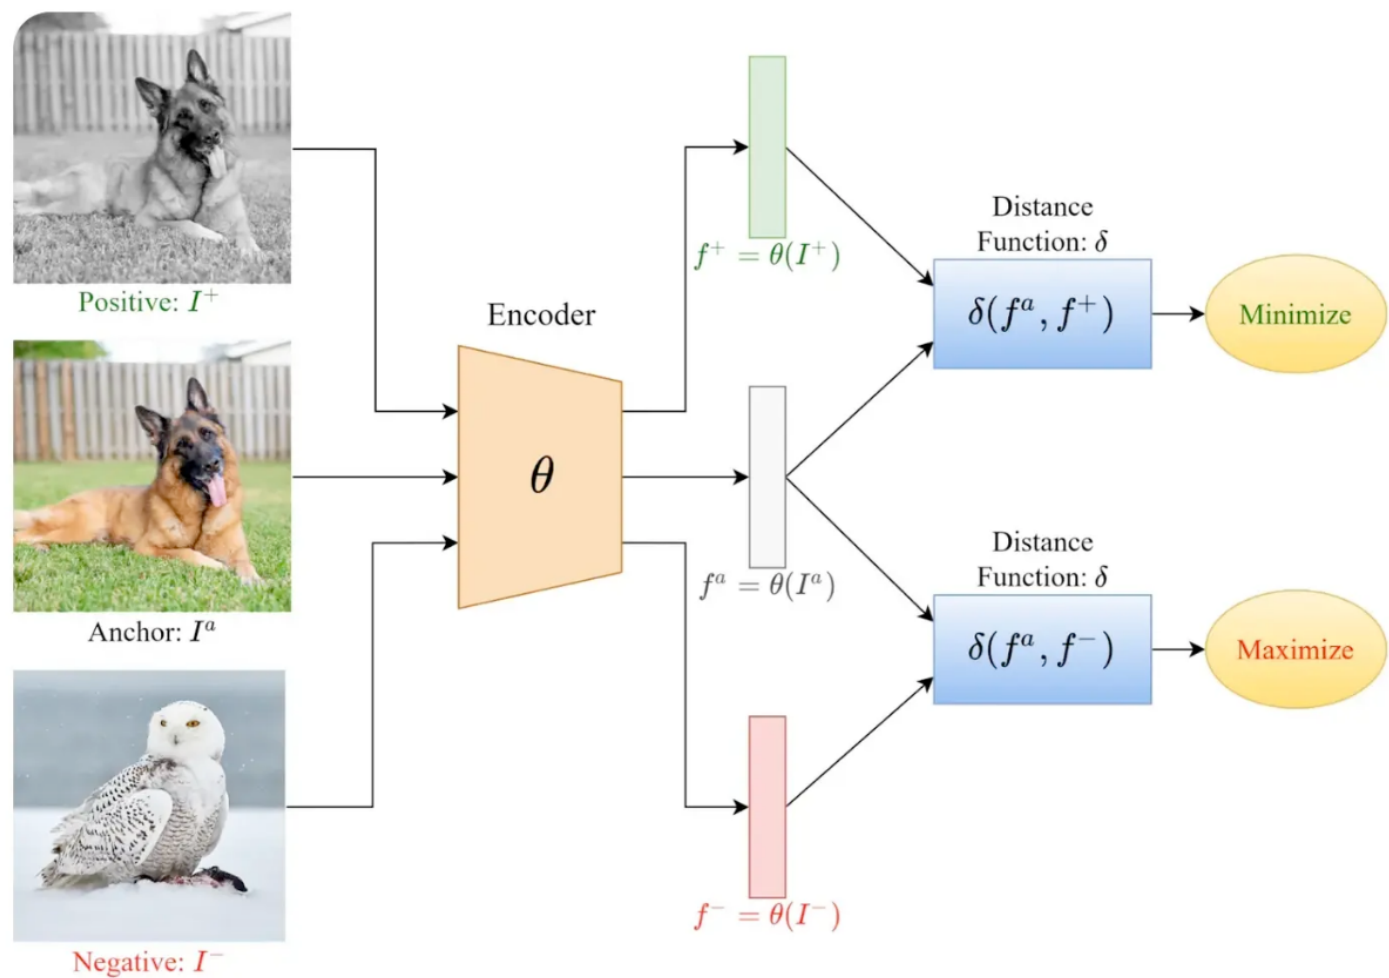 Positive: I⁺
Anchor: Iᵃ
Negative: I⁻
Encoder
θ
f⁺ = θ(I⁺)
fᵃ = θ(Iᵃ)
f⁻ = θ(I⁻)
Distance
Function: δ
δ(fᵃ, f⁺)
Minimize
Distance
Function: δ
δ(fᵃ, f⁻)
Maximize